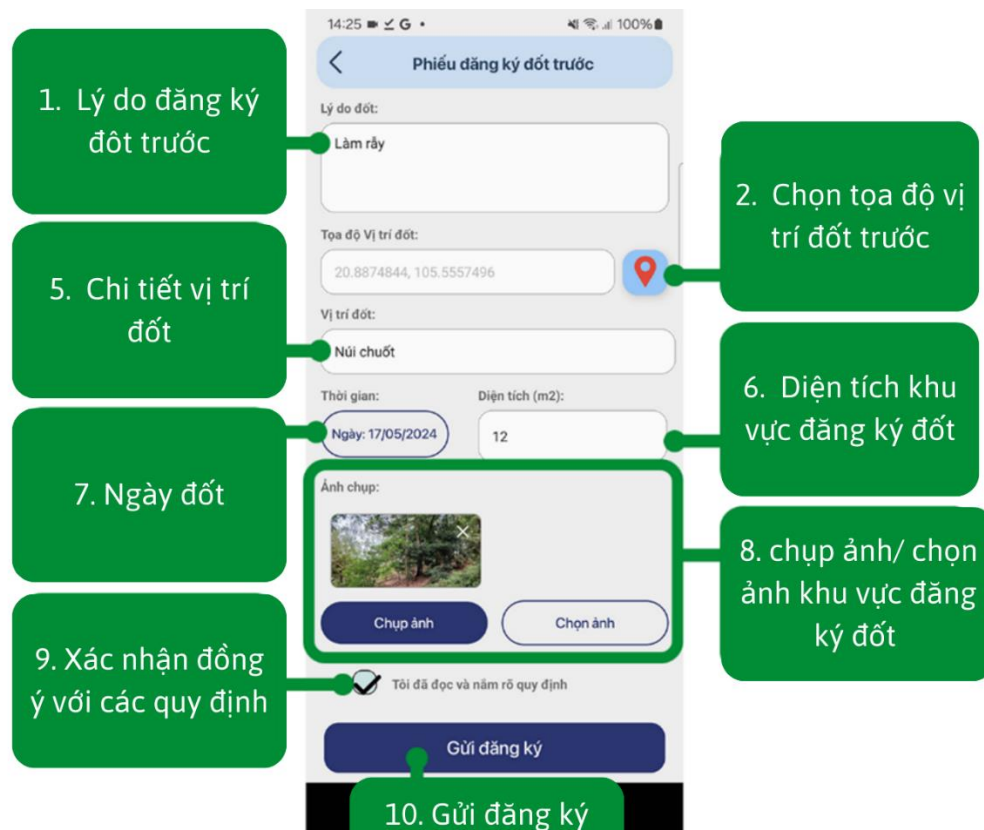 14:25 G • 100%
Phiếu đăng ký đốt trước
1. Lý do đăng ký
đôt trước
Lý do đốt:
Làm rẫy
2. Chọn tọa độ vị
trí đốt trước
Tọa độ Vị trí đốt:
20.8874844, 105.5557496
5. Chi tiết vị trí
đốt
Vị trí đốt:
Núi chuốt
Thời gian:
Diện tích (m2):
6. Diện tích khu
vực đăng ký đốt
Ngày: 17/05/2024
12
7. Ngày đốt
Ảnh chụp:
8. chụp ảnh/ chọn
ảnh khu vực đăng
ký đốt
Chụp ảnh
Chọn ảnh
9. Xác nhận đồng
ý với các quy định
Tôi đã đọc và nắm rõ quy định
Gửi đăng ký
10. Gửi đăng ký